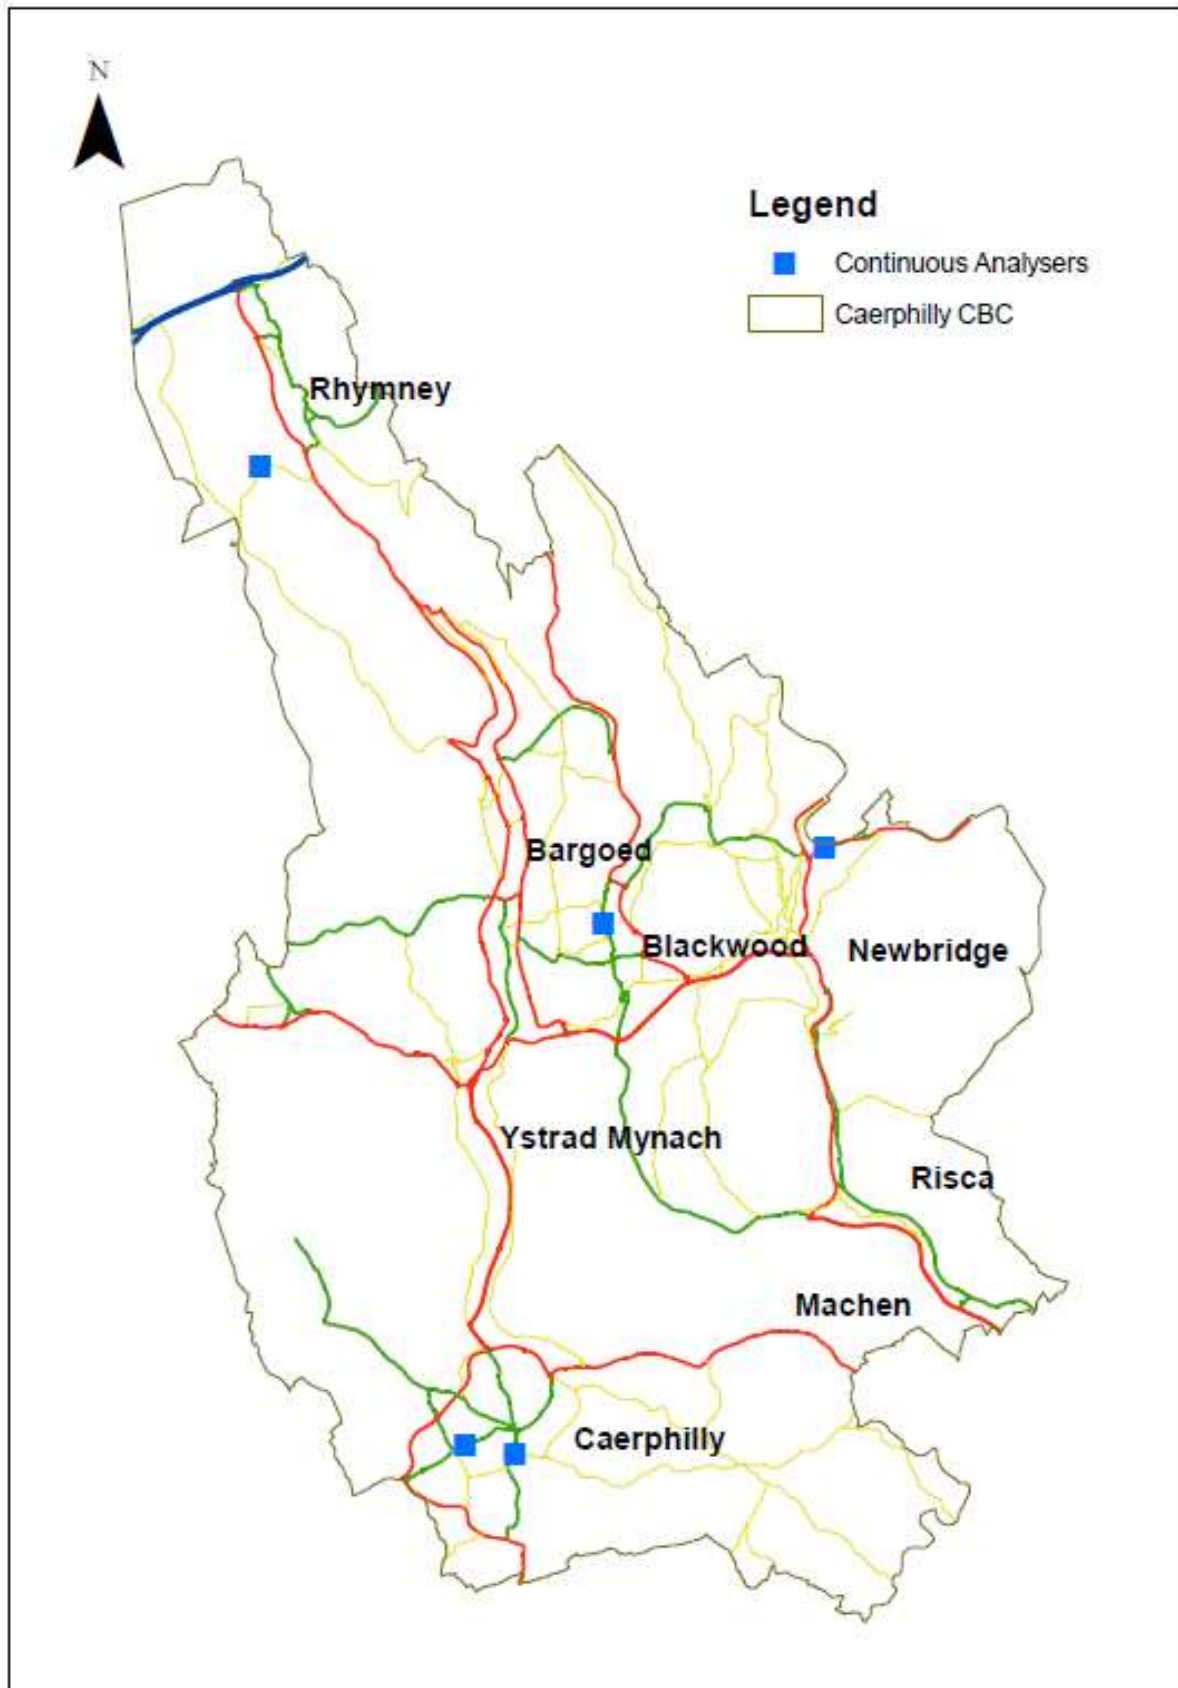 N
Legend
Continuous Analysers
Caerphilly CBC
Rhymney
Bargoed
Blackwood
Newbridge
Ystrad Mynach
Risca
Machen
Caerphilly